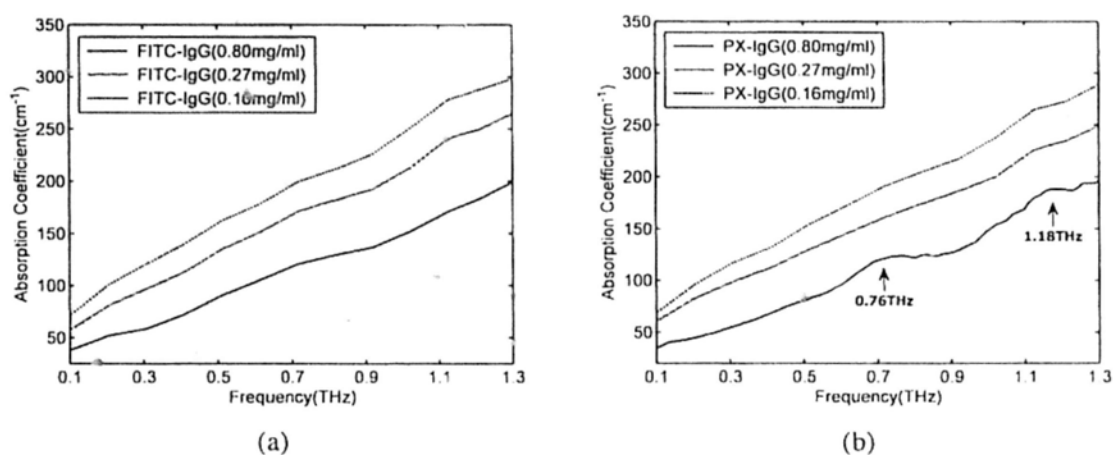 350
300
250
200
150
100
50
Absorption Coefficient(cm⁻¹)
FITC-IgG(0.80mg/ml)
FITC-IgG(0.27mg/ml)
FITC-IgG(0.16mg/ml)
0.1 0.3 0.5 0.7 0.9 1.1 1.3
Frequency(THz)
(a)
350
300
250
200
150
100
50
Absorption Coefficient(cm⁻¹)
PX-IgG(0.80mg/ml)
PX-IgG(0.27mg/ml)
PX-IgG(0.16mg/ml)
1.18THz
0.76THz
0.1 0.3 0.5 0.7 0.9 1.1 1.3
Frequency(THz)
(b)